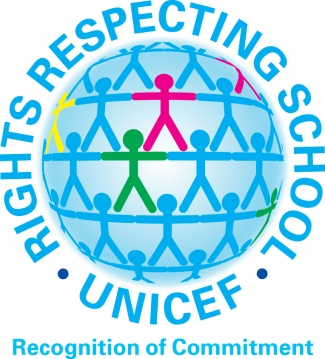 RIGHTS RESPECTING SCHOOL
• UNICEF •
Recognition of Commitment